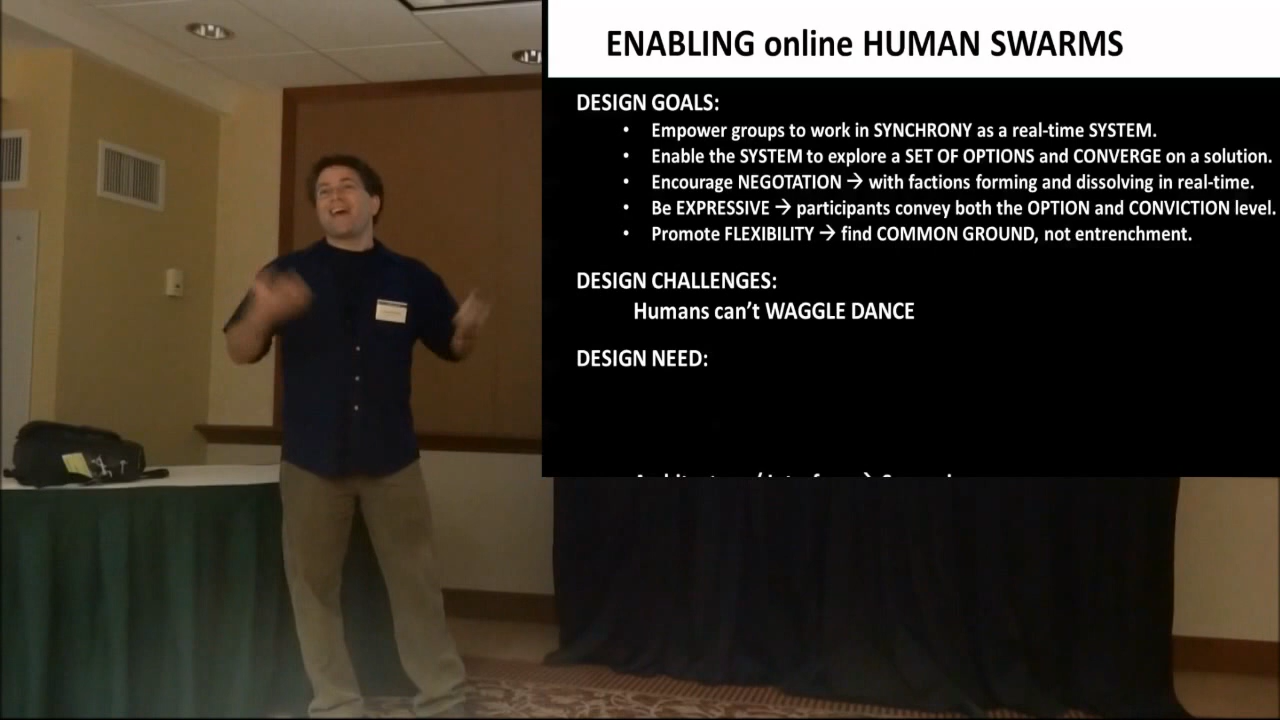 ENABLING online HUMAN SWARMS
DESIGN GOALS:
• Empower groups to work in SYNCHRONY as a real-time SYSTEM.
• Enable the SYSTEM to explore a SET OF OPTIONS and CONVERGE on a solution.
• Encourage NEGOTATION → with factions forming and dissolving in real-time.
• Be EXPRESSIVE → participants convey both the OPTION and CONVICTION level.
• Promote FLEXIBILITY → find COMMON GROUND, not entrenchment.
DESIGN CHALLENGES:
Humans can't WAGGLE DANCE
DESIGN NEED: